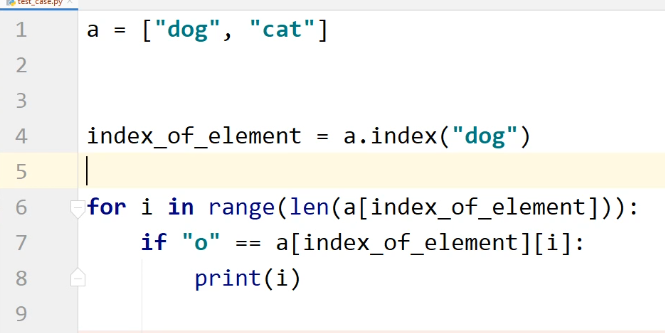 test_case.py
1 a = ["dog", "cat"]
2
3
4 index_of_element = a.index("dog")
5
6 for i in range(len(a[index_of_element])):
7     if "o" == a[index_of_element][i]:
8         print(i)
9